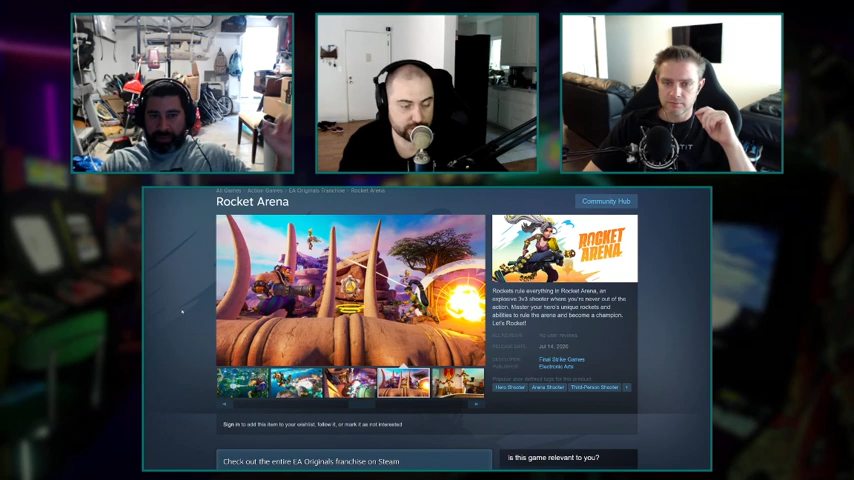 All Games > Action Games > EA Originals Franchise > Rocket Arena
Rocket Arena
Community Hub
ROCKET
ARENA
Rockets rule everything in Rocket Arena, an
explosive 3v3 shooter where you're never out of the
action. Master your hero's unique rockets and
abilities to rule the arena and become a champion.
Let's Rocket!
ALL REVIEWS: No user reviews
RELEASE DATE: Jul 14, 2020
DEVELOPER: Final Strike Games
PUBLISHER: Electronic Arts
Popular user-defined tags for this product:
Hero Shooter Arena Shooter Third-Person Shooter +
Sign in to add this item to your wishlist, follow it, or mark it as not interested
Check out the entire EA Originals franchise on Steam
Is this game relevant to you?